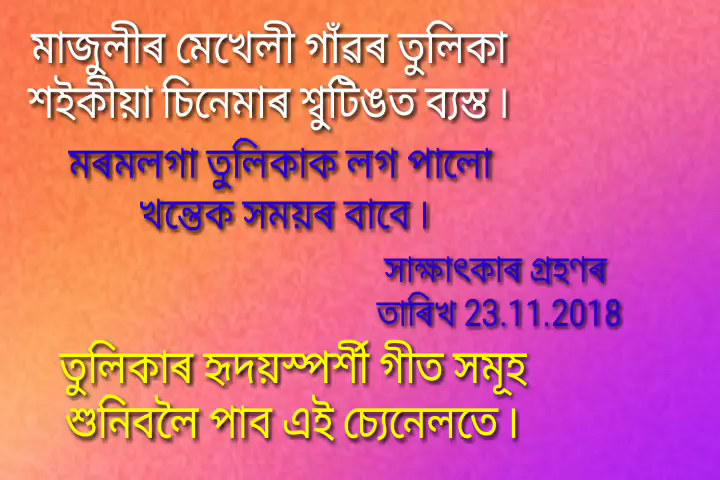 মাজুলীৰ মেখেলী গাঁৱৰ তুলিকা
শইকীয়া চিনেমাৰ শ্বুটিঙত ব্যস্ত।
মৰমলগা তুলিকাক লগ পালো
খন্তেক সময়ৰ বাবে।
সাক্ষাৎকাৰ গ্ৰহণৰ
তাৰিখ 23.11.2018
তুলিকাৰ হৃদয়স্পৰ্শী গীত সমূহ
শুনিবলৈ পাব এই চ্যেনেলতে।